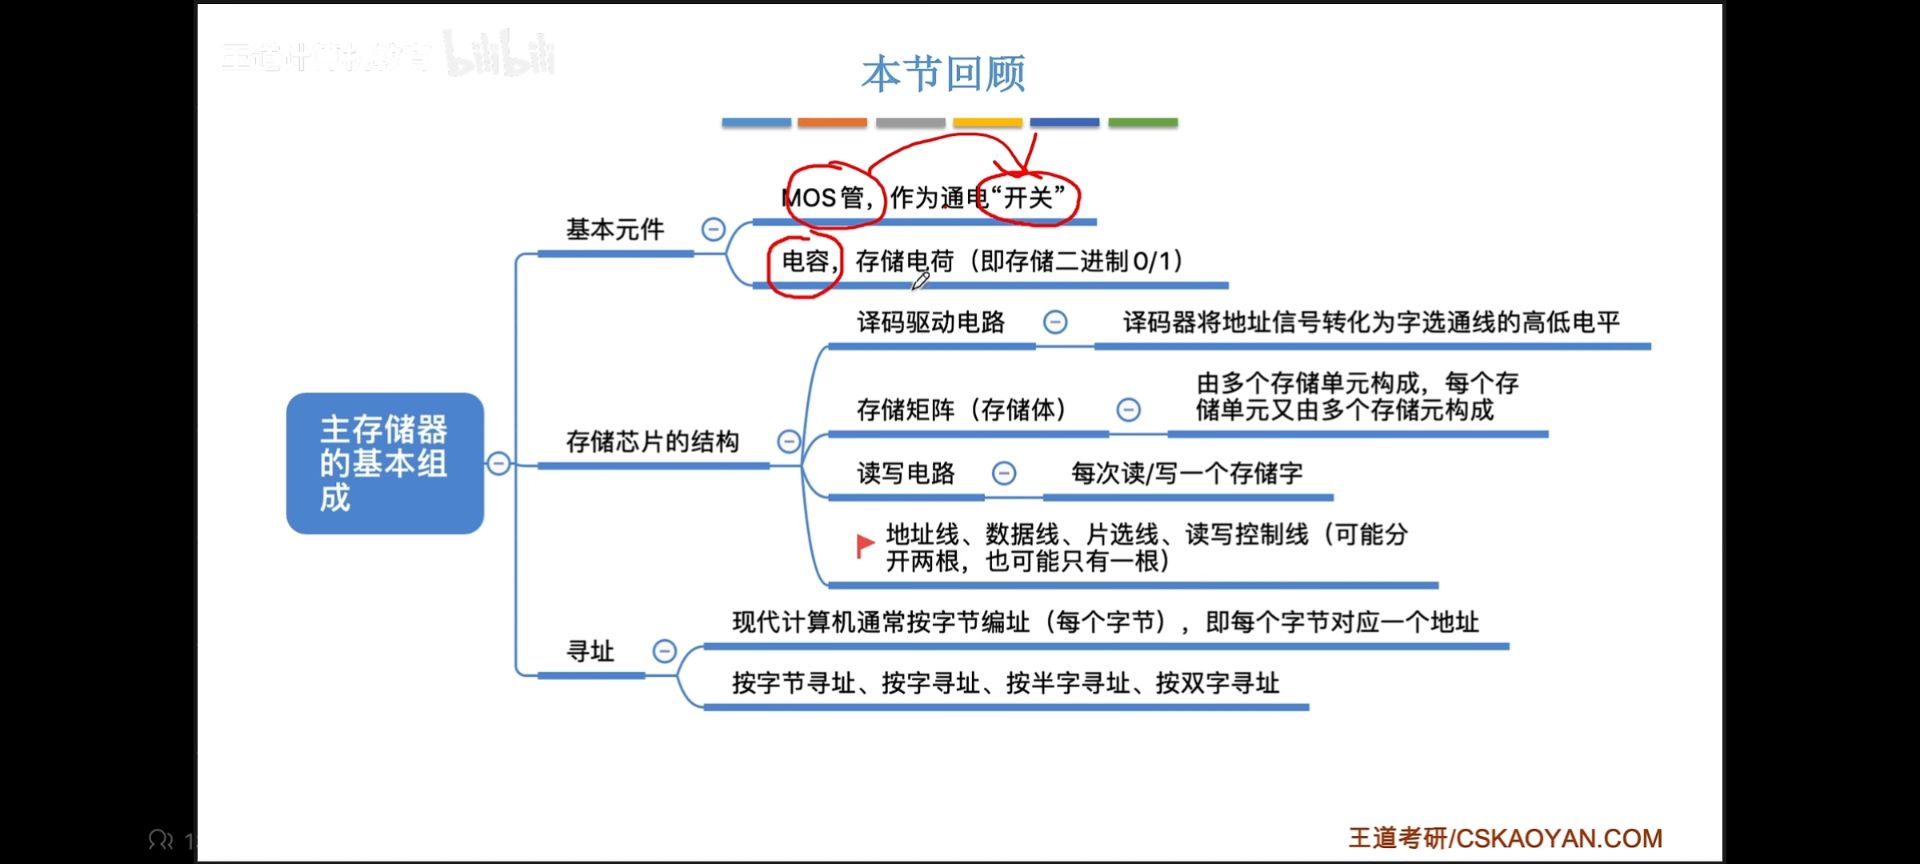 王道计算机教育 bilibili
本节回顾
MOS管，作为通电“开关”
基本元件
电容，存储电荷（即存储二进制0/1）
译码驱动电路
译码器将地址信号转化为字选通线的高低电平
由多个存储单元构成，每个存
储单元又由多个存储元构成
存储矩阵（存储体）
主存储器
的基本组
成
存储芯片的结构
读写电路
每次读/写一个存储字
地址线、数据线、片选线、读写控制线（可能分
开两根，也可能只有一根）
现代计算机通常按字节编址（每个字节），即每个字节对应一个地址
寻址
按字节寻址、按字寻址、按半字寻址、按双字寻址
王道考研/CSKAOYAN.COM